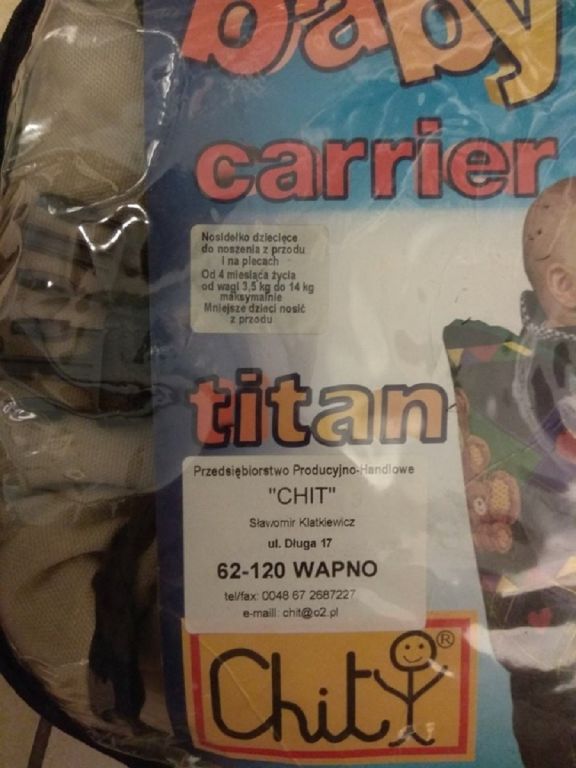 baby
carrier
Nosidełko dziecięce
do noszenia z przodu
i na plecach
Od 4 miesiąca życia
od wagi 3,5 kg do 14 kg
maksymalnie
Mniejsze dzieci nosić
z przodu
titan
Przedsiębiorstwo Producyjno-Handlowe
"CHIT"
Sławomir Klatkiewicz
ul. Długa 17
62-120 WAPNO
tel/fax: 0048 67 2687227
e-maill: chit@o2.pl
Chit ®